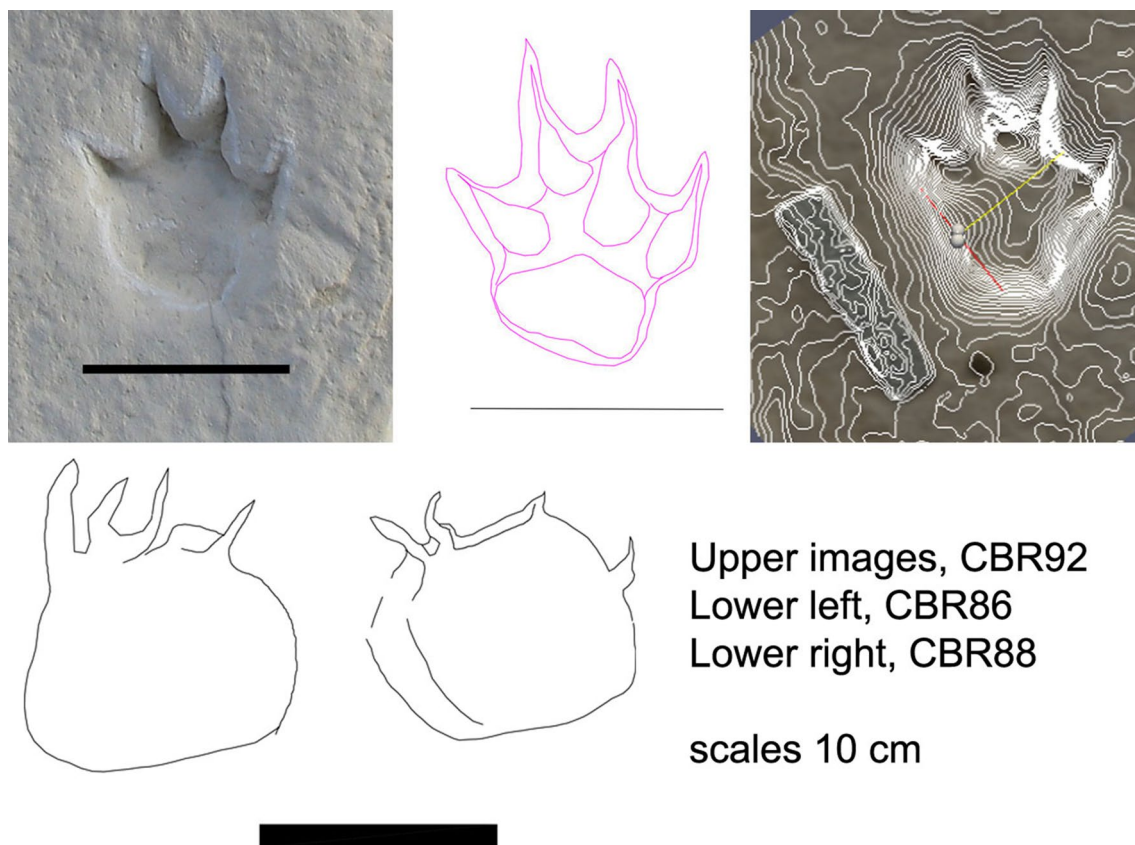 Upper images, CBR92
Lower left, CBR86
Lower right, CBR88
scales 10 cm